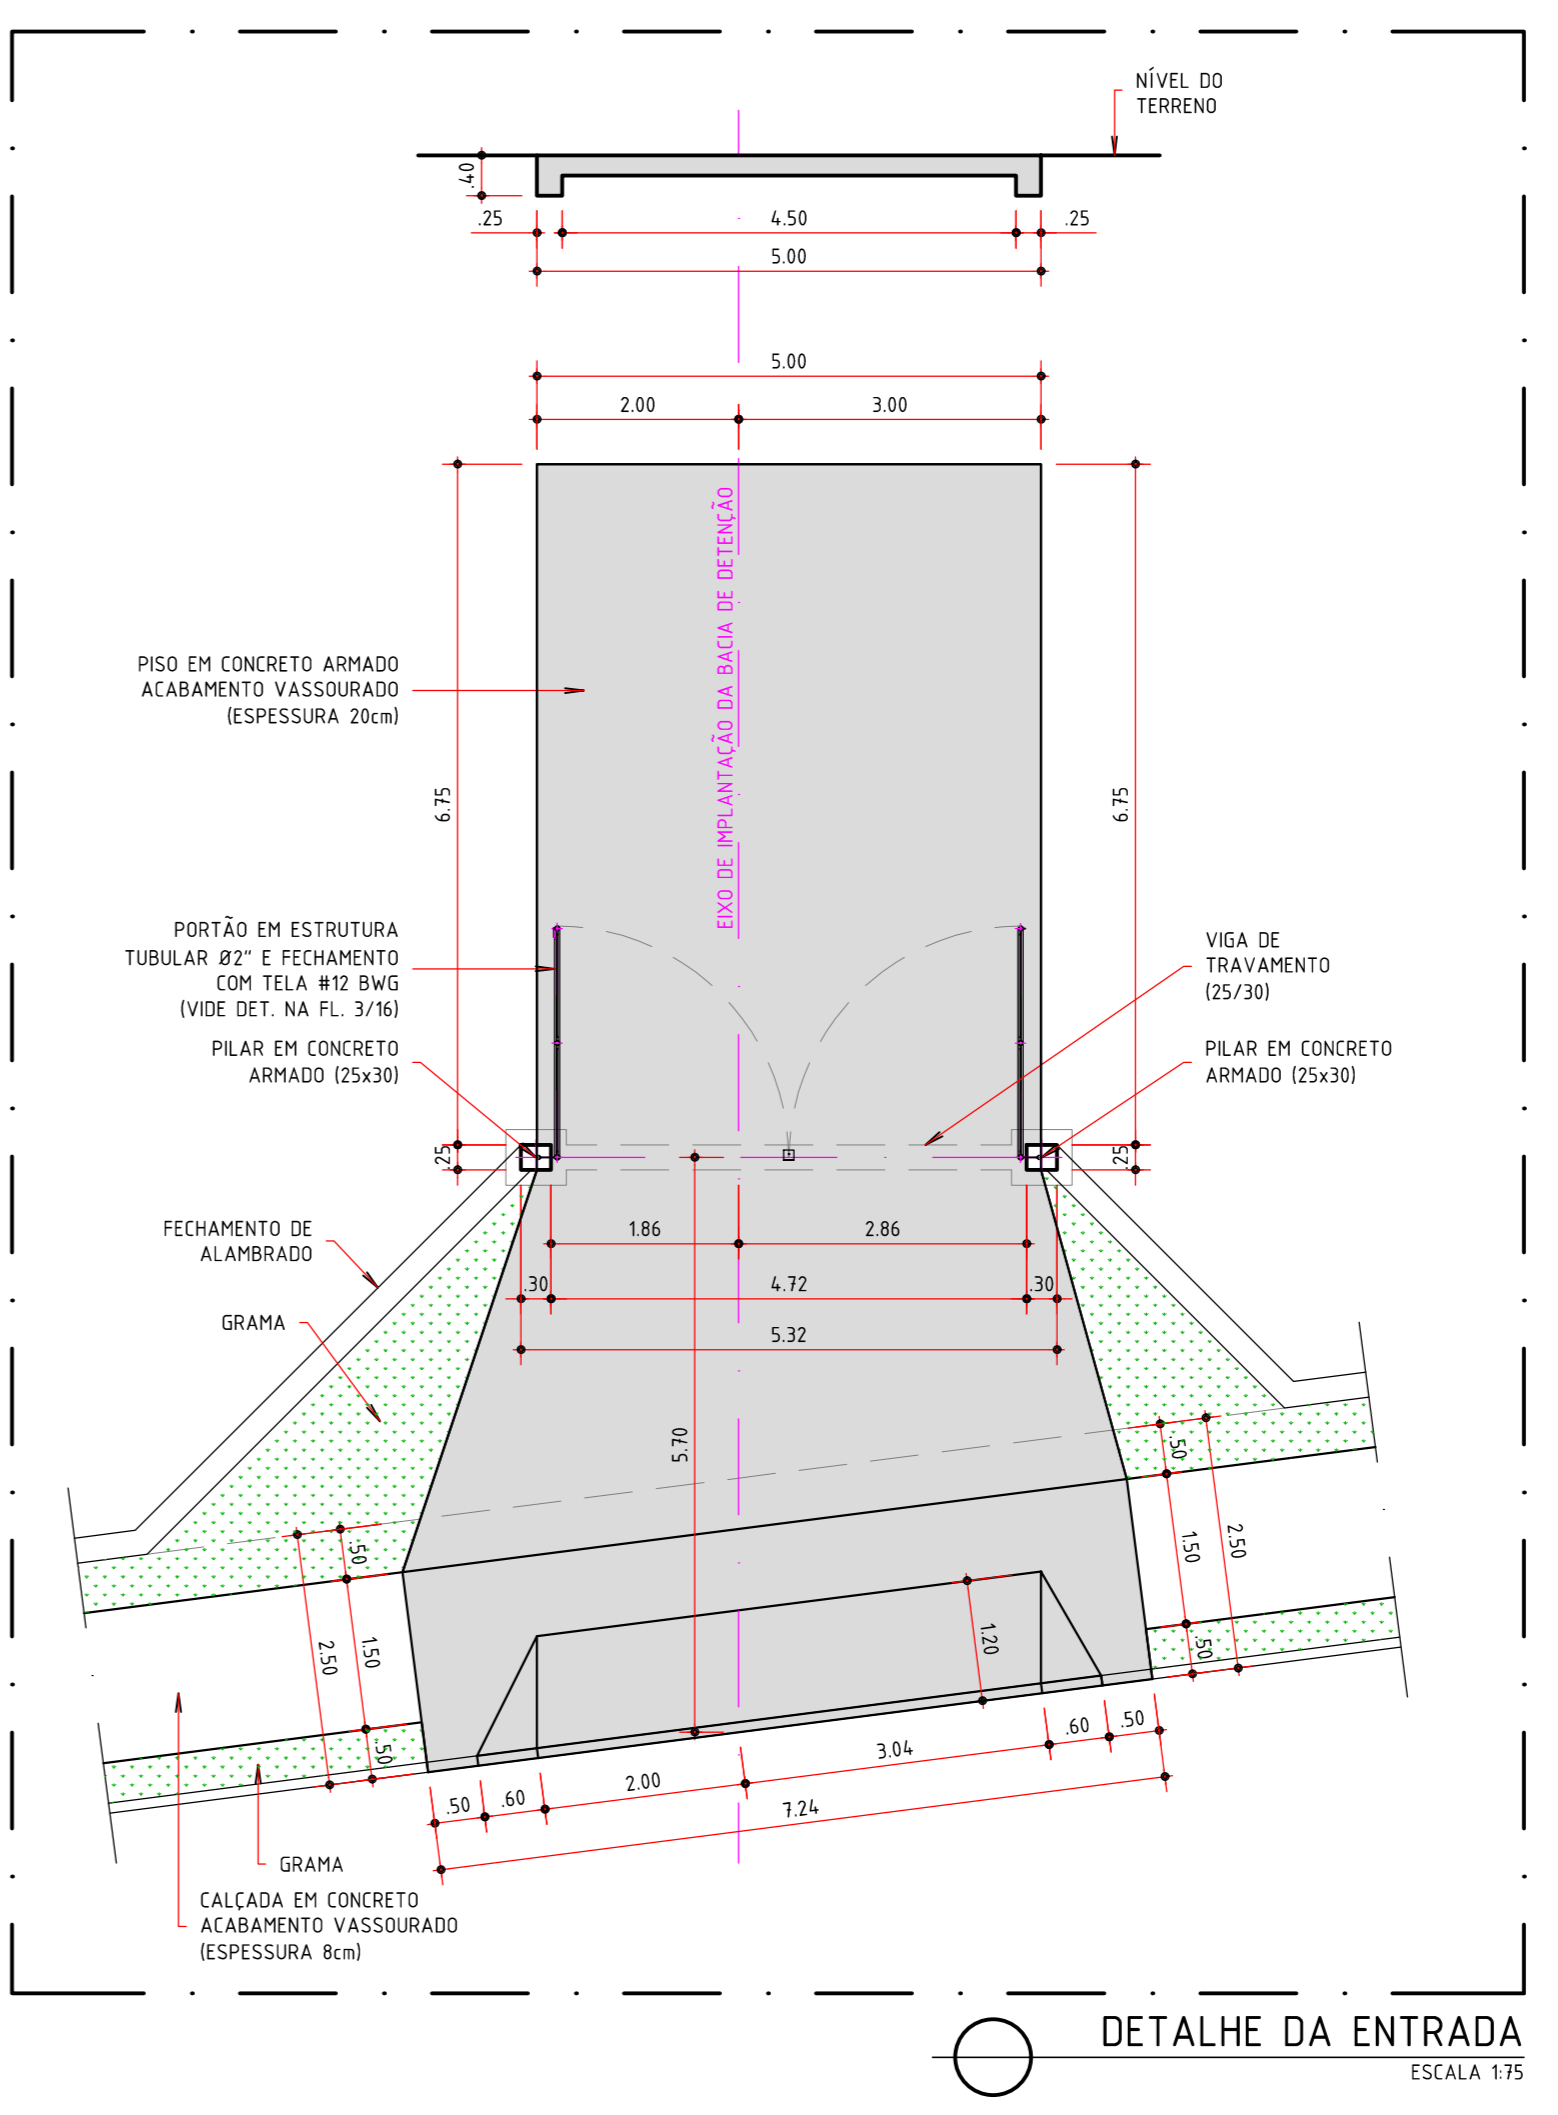 NÍVEL DO
TERRENO
.40
.25
4.50
.25
5.00
5.00
2.00
3.00
EIXO DE IMPLANTAÇÃO DA BACIA DE DETENÇÃO
PISO EM CONCRETO ARMADO
ACABAMENTO VASSOURADO
(ESPESSURA 20cm)
6.75
6.75
PORTÃO EM ESTRUTURA
TUBULAR Ø2" E FECHAMENTO
COM TELA #12 BWG
(VIDE DET. NA FL. 3/16)
VIGA DE
TRAVAMENTO
(25/30)
PILAR EM CONCRETO
ARMADO (25x30)
PILAR EM CONCRETO
ARMADO (25x30)
.25
.25
FECHAMENTO DE
ALAMBRADO
1.86
2.86
.30
4.72
.30
GRAMA
5.32
5.70
.50
1.50
2.50
.50
.50
1.50
2.50
.50
1.20
.50
.60
2.00
3.04
.60
.50
7.24
GRAMA
CALÇADA EM CONCRETO
ACABAMENTO VASSOURADO
(ESPESSURA 8cm)
DETALHE DA ENTRADA
ESCALA 1:75